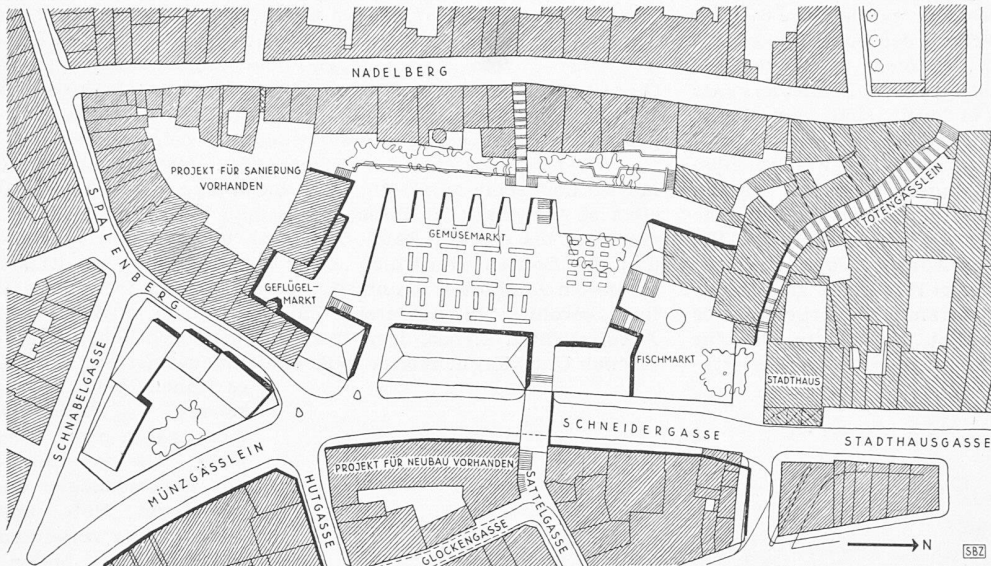 NADELBERG
PROJEKT FÜR SANIERUNG
VORHANDEN
TOTENGÄSSLEIN
SPALENBERG
GEMÜSEMARKT
GEFLÜGEL-
MARKT
FISCHMARKT
STADTHAUS
SCHNABELGASSE
SCHNEIDERGASSE
STADTHAUSGASSE
MÜNZGÄSSLEIN
HUTGASSE
PROJEKT FÜR NEUBAU VORHANDEN
SATTELGASSE
GLOCKENGASSE
N
SBZ